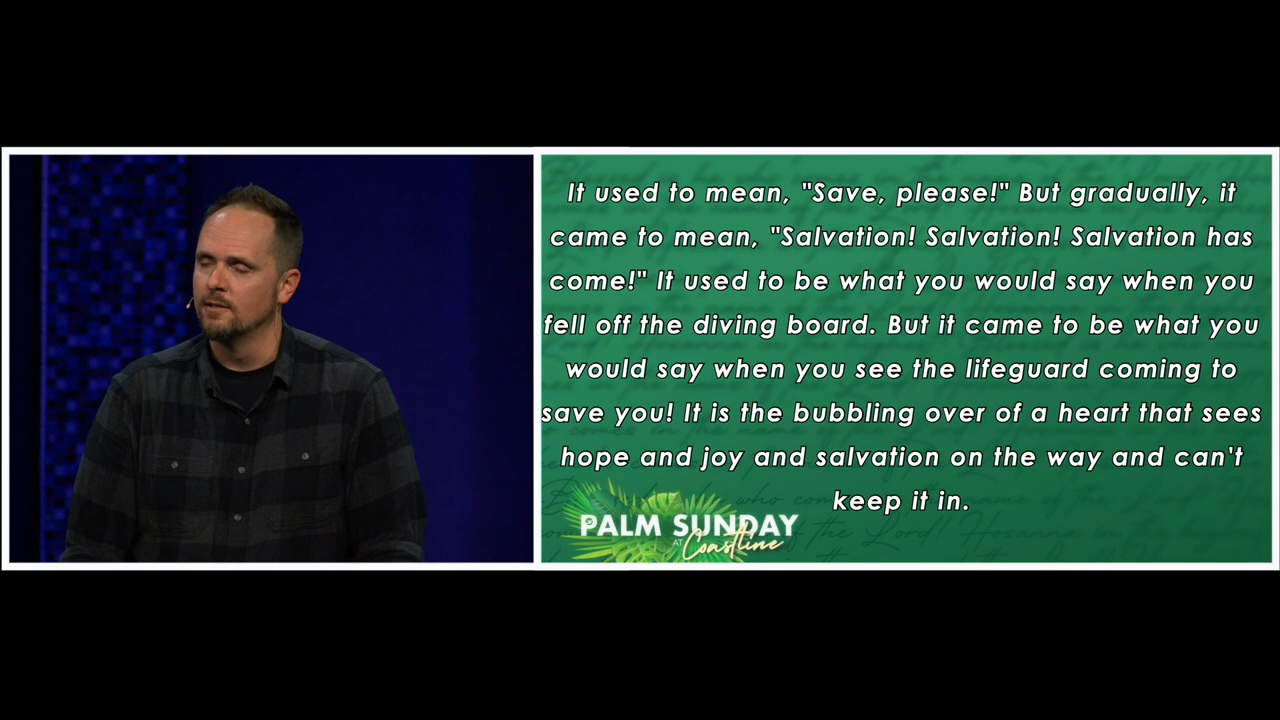 It used to mean, "Save, please!" But gradually, it
came to mean, "Salvation! Salvation! Salvation has
come!" It used to be what you would say when you
fell off the diving board. But it came to be what you
would say when you see the lifeguard coming to
save you! It is the bubbling over of a heart that sees
hope and joy and salvation on the way and can't
keep it in.
PALM SUNDAY
AT Coastline